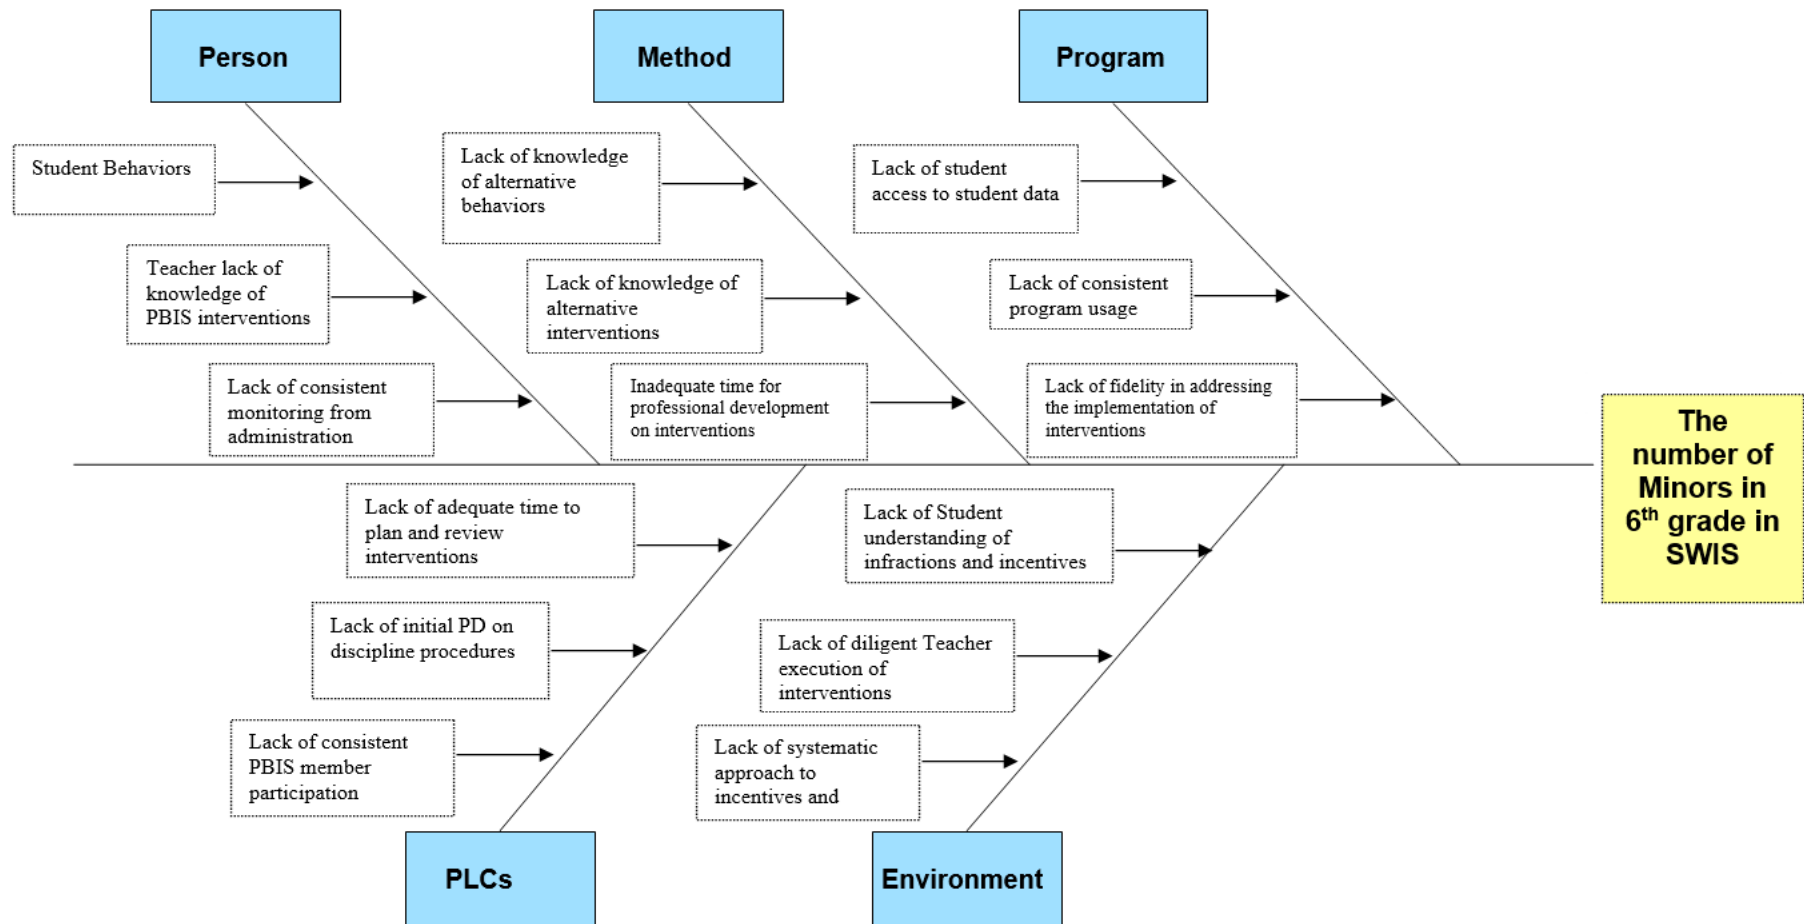 Person
Method
Program
Student Behaviors
Lack of knowledge
of alternative
behaviors
Lack of student
access to student data
Teacher lack of
knowledge of
PBIS interventions
Lack of knowledge of
alternative
interventions
Lack of consistent
program usage
Lack of consistent
monitoring from
administration
Inadequate time for
professional development
on interventions
Lack of fidelity in addressing
the implementation of
interventions
The
number of
Minors in
6th grade in
SWIS
Lack of adequate time to
plan and review
interventions
Lack of Student
understanding of
infractions and incentives
Lack of initial PD on
discipline procedures
Lack of diligent Teacher
execution of
interventions
Lack of consistent
PBIS member
participation
Lack of systematic
approach to
incentives and
PLCs
Environment